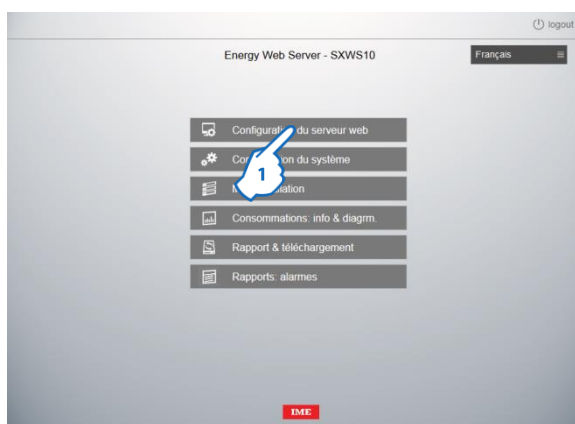 logout
Energy Web Server - SXWS10
Français
du serveur web
du système
Consommations: info & diagrm.
Rapport & téléchargement
Rapports: alarmes
1
IME